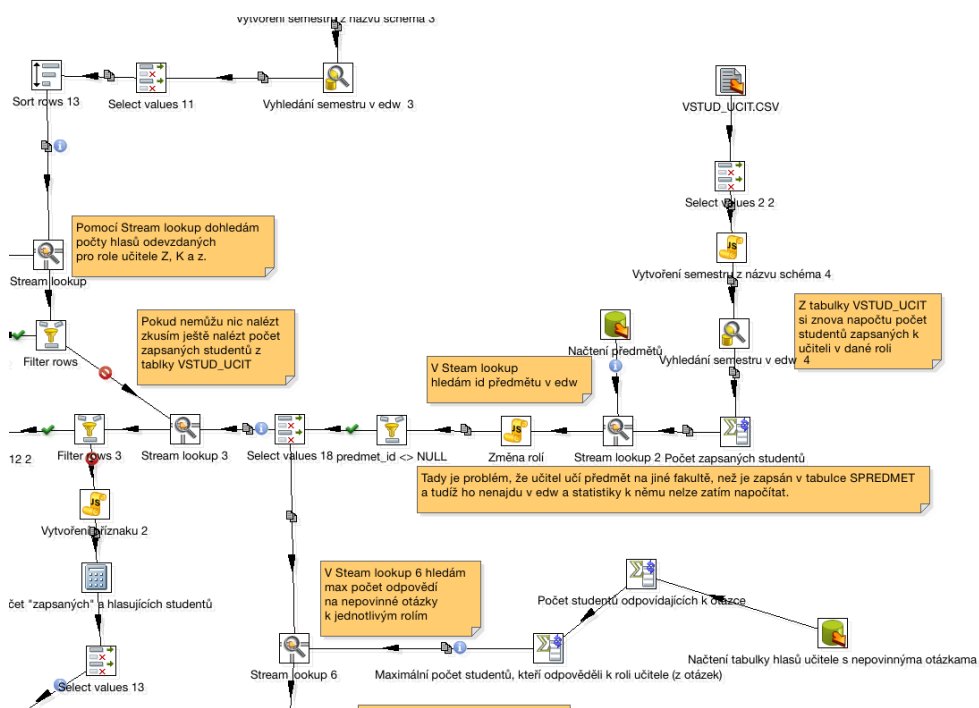 Vytvoření semestru z názvu schéma 3
Sort rows 13
Select values 11
Vyhledání semestru v edw 3
VSTUD_UCIT.CSV
Select values 2 2
Pomocí Stream lookup dohledám
počty hlasů odevzdaných
pro role učitele Z, K a z.
Stream lookup
Vytvoření semestru z názvu schéma 4
Z tabulky VSTUD_UCIT
si znova napočtu počet
studentů zapsaných k
učiteli v dané roli
Pokud nemůžu nic nalézt
zkusím ještě nalézt počet
zapsaných studentů z
tablky VSTUD_UCIT
Filter rows
Načtení předmětů
Vyhledání semestru v edw 4
V Steam lookup
hledám id předmětu v edw
12 2
Filter rows 3
Stream lookup 3
Select values 18
predmet_id <> NULL
Změna rolí
Stream lookup 2
Počet zapsaných studentů
Tady je problém, že učitel učí předmět na jiné fakultě, než je zapsán v tabulce SPREDMET
a tudíž ho nenajdu v edw a statistiky k němu nelze zatím napočítat.
Vytvoření příznaku 2
V Steam lookup 6 hledám
max počet odpovědí
na nepovinné otázky
k jednotlivým rolím
čet "zapsaných" a hlasujících studentů
Počet studentů odpovídajících k otázce
Načtení tabulky hlasů učitele s nepovinnýma otázkama
Select values 13
Stream lookup 6
Maximální počet studentů, kteří odpověděli k roli učitele (z otázek)